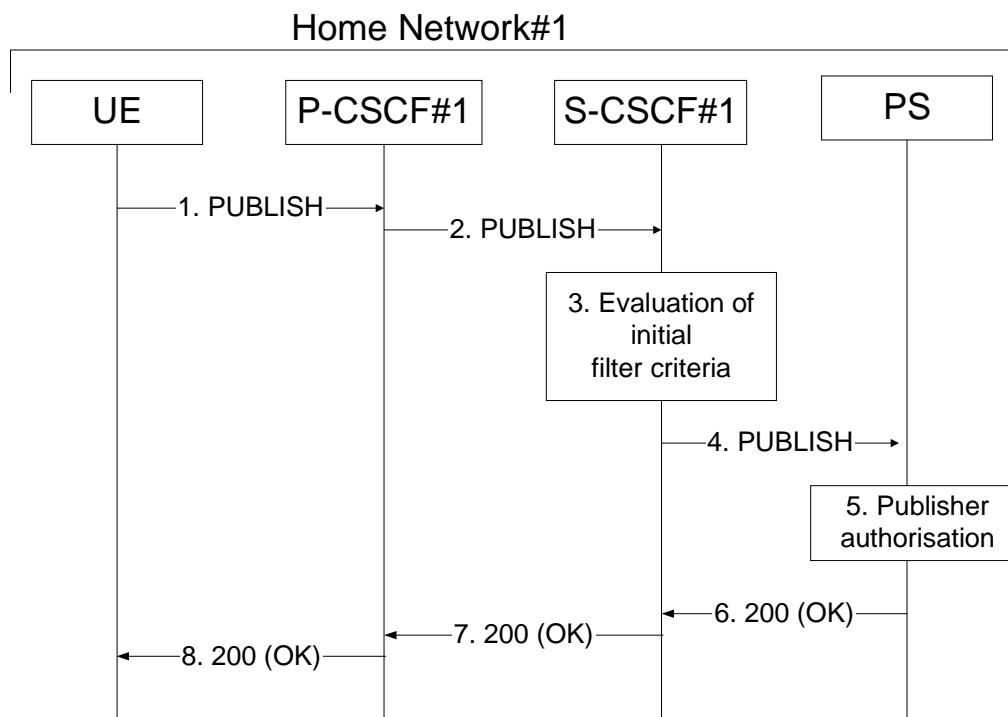 Home Network#1
UE
P-CSCF#1
S-CSCF#1
PS
1. PUBLISH
2. PUBLISH
3. Evaluation of
initial
filter criteria
4. PUBLISH
5. Publisher
authorisation
6. 200 (OK)
7. 200 (OK)
8. 200 (OK)